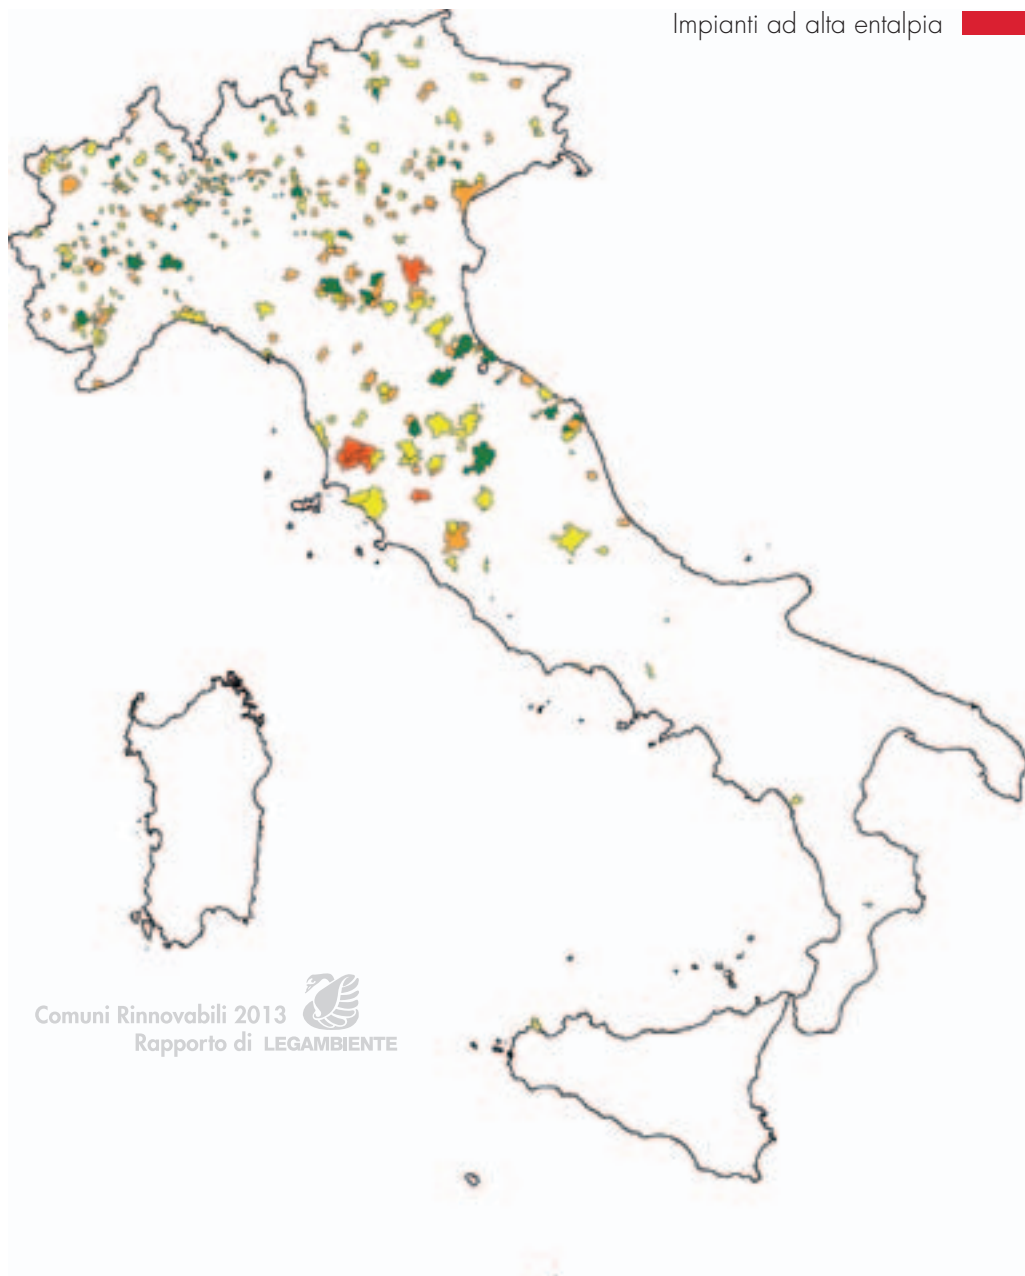 Impianti ad alta entalpia
Comuni Rinnovabili 2013
Rapporto di LEGAMBIENTE